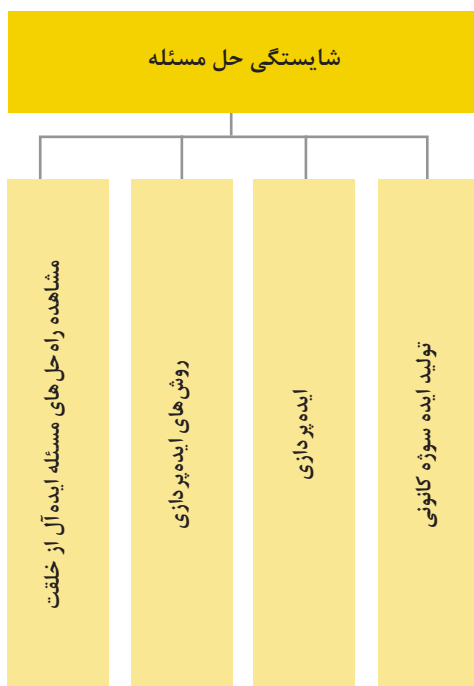 شایستگی حل مسئله
تولید ایده سوژه کانونی
ایده‌پردازی
روش‌های ایده‌پردازی
مشاهده راه‌حل‌های مسئله ایده‌آل از خلقت